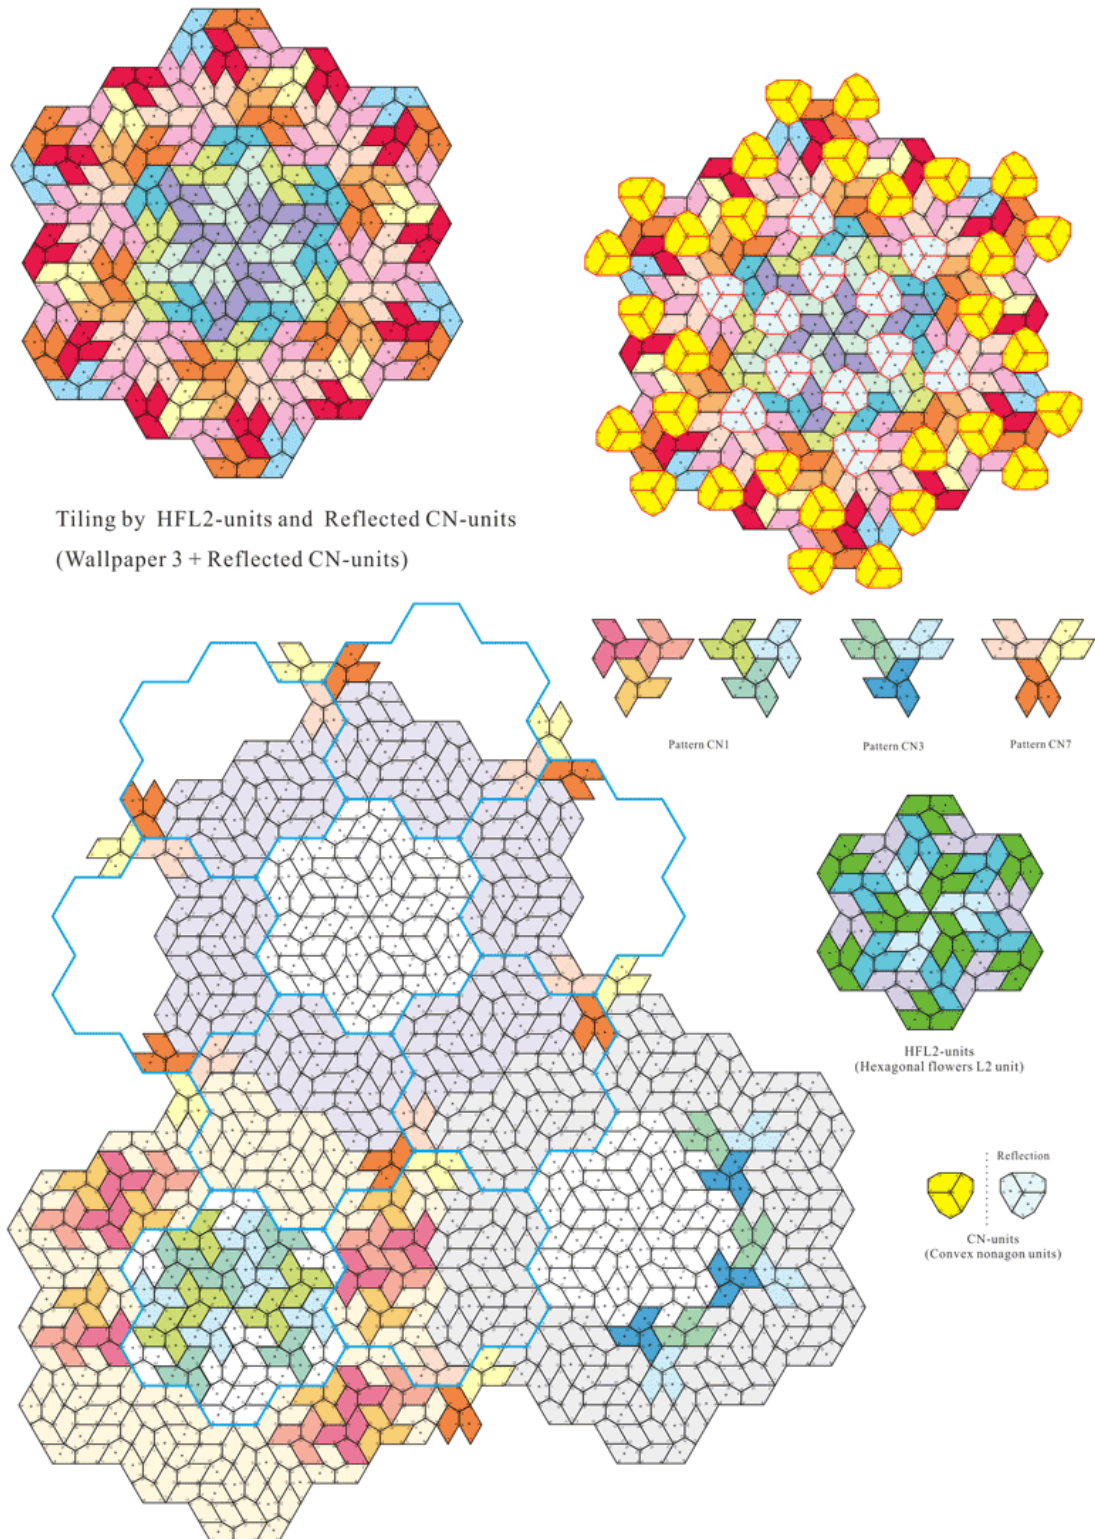 Tiling by HFL2-units and Reflected CN-units
(Wallpaper 3 + Reflected CN-units)
Pattern CN1
Pattern CN3
Pattern CN7
HFL2-units
(Hexagonal flowers L2 unit)
Reflection
CN-units
(Convex nonagon units)